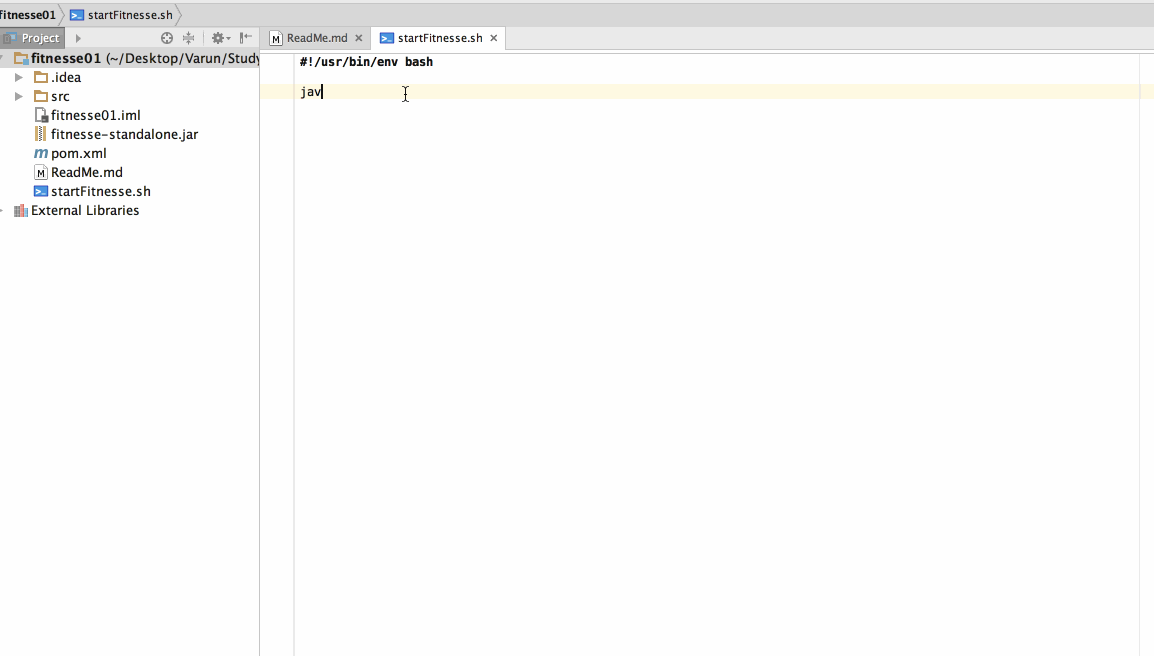 fitnesse01 startFitnesse.sh
Project
ReadMe.md
startFitnesse.sh
fitnesse01 (~/Desktop/Varun/Study
.idea
src
fitnesse01.iml
fitnesse-standalone.jar
pom.xml
ReadMe.md
startFitnesse.sh
External Libraries
#!/usr/bin/env bash
jav